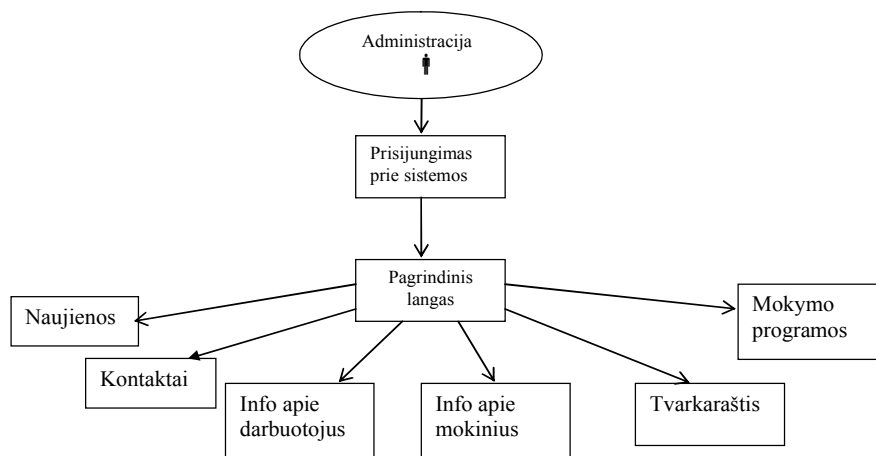 Administracija
Prisijungimas
prie sistemos
Pagrindinis
langas
Naujienos
Mokymo
programos
Kontaktai
Info apie
darbuotojus
Info apie
mokinius
Tvarkaraštis